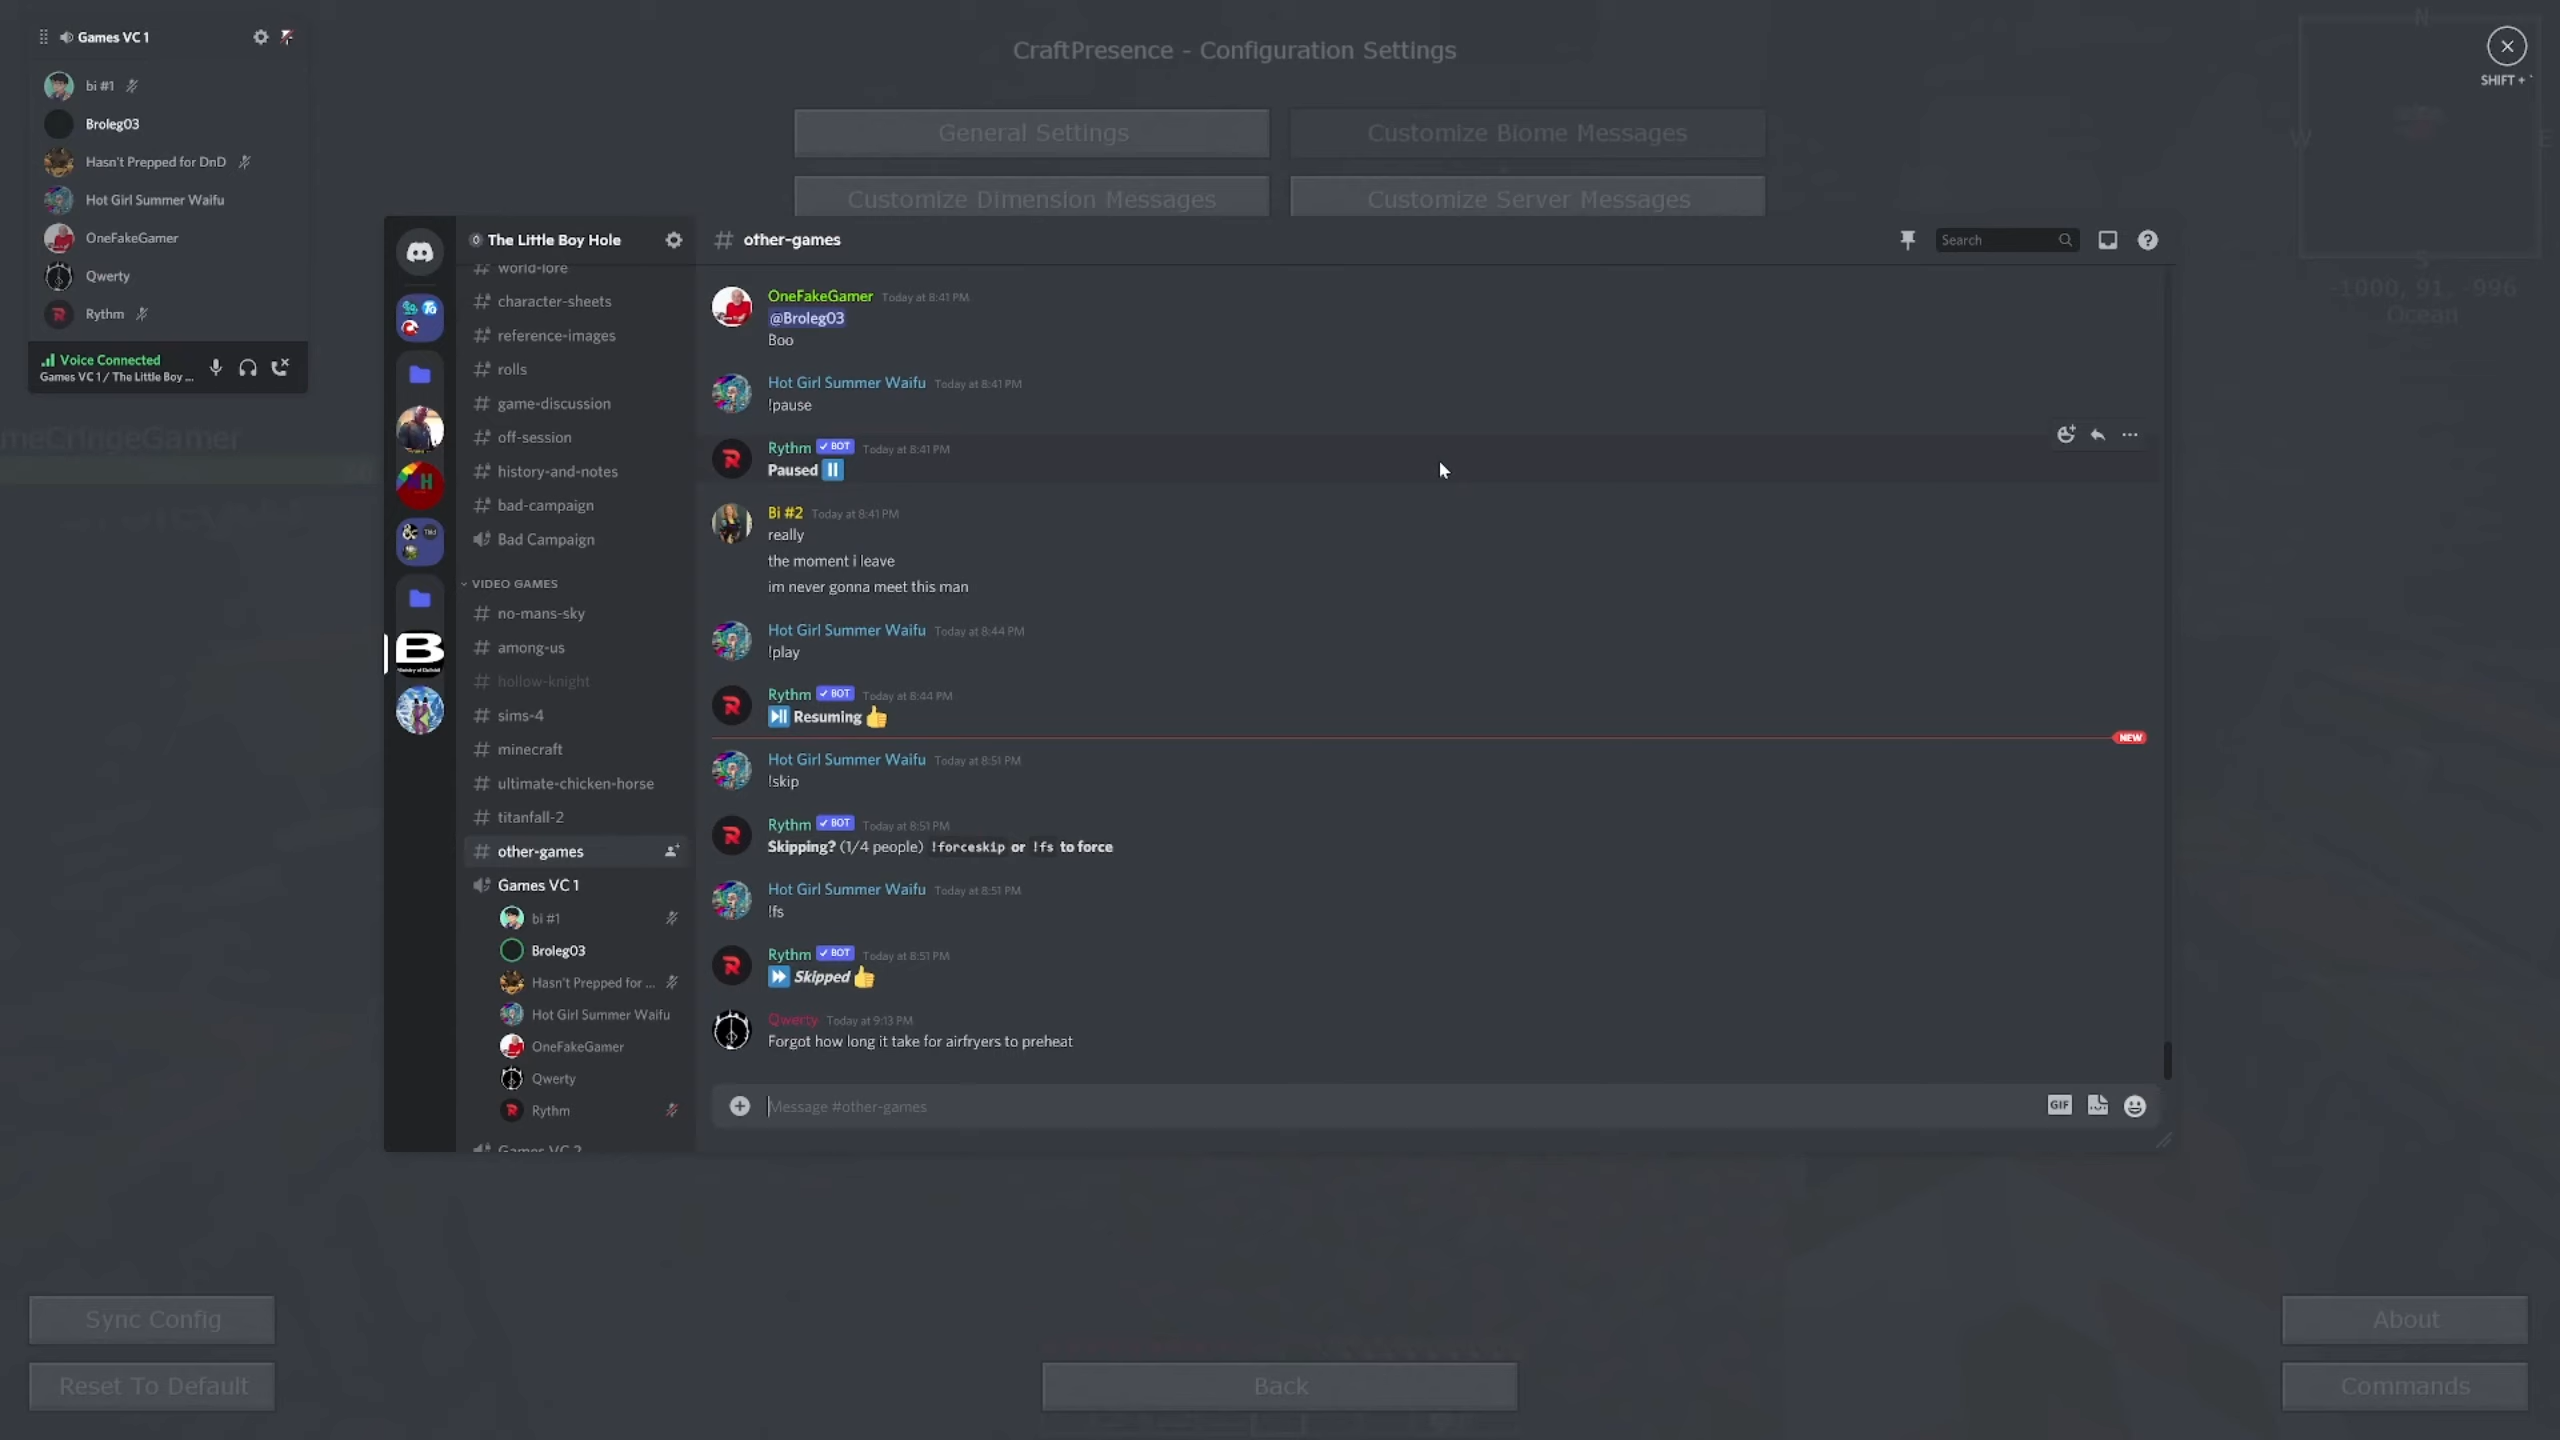 Games VC 1
bi #1
Broleg03
Hasn't Prepped for DnD
Hot Girl Summer Waifu
OneFakeGamer
Qwerty
Rythm
Voice Connected
Games VC 1 / The Little Boy ...
CraftPresence - Configuration Settings
General Settings
Customize Biome Messages
Customize Dimension Messages
Customize Server Messages
SHIFT + `
N
W
E
S
-1000, 91, -996
Ocean
meCr1ngeGamer
The Little Boy Hole
world-lore
character-sheets
reference-images
rolls
game-discussion
off-session
history-and-notes
bad-campaign
Bad Campaign
VIDEO GAMES
no-mans-sky
among-us
hollow-knight
sims-4
minecraft
ultimate-chicken-horse
titanfall-2
other-games
Games VC 1
bi #1
Broleg03
Hasn't Prepped for ...
Hot Girl Summer Waifu
OneFakeGamer
Qwerty
Rythm
Games VC 2
B
# other-games
Search
OneFakeGamer Today at 8:41 PM
@Broleg03
Boo
Hot Girl Summer Waifu Today at 8:41 PM
!pause
Rythm ✓ BOT Today at 8:41 PM
Paused ⏸
Bi #2 Today at 8:41 PM
really
the moment i leave
im never gonna meet this man
Hot Girl Summer Waifu Today at 8:44 PM
!play
Rythm ✓ BOT Today at 8:44 PM
⏯ Resuming 👍
NEW
Hot Girl Summer Waifu Today at 8:51 PM
!skip
Rythm ✓ BOT Today at 8:51 PM
Skipping? (1/4 people) !forceskip or !fs to force
Hot Girl Summer Waifu Today at 8:51 PM
!fs
Rythm ✓ BOT Today at 8:51 PM
⏩ Skipped 👍
Qwerty Today at 9:13 PM
Forgot how long it take for airfryers to preheat
Message #other-games
GIF
Sync Config
Reset To Default
Back
About
Commands